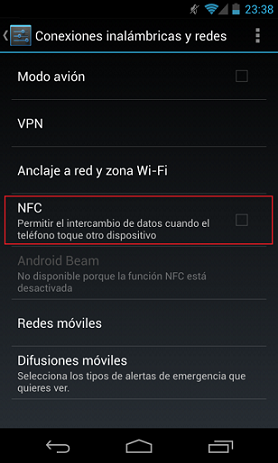 23:38
Conexiones inalámbricas y redes
Modo avión
VPN
Anclaje a red y zona Wi-Fi
NFC
Permitir el intercambio de datos cuando el
teléfono toque otro dispositivo
Android Beam
No disponible porque la función NFC está
desactivada
Redes móviles
Difusiones móviles
Selecciona los tipos de alertas de emergencia que
quieres ver.